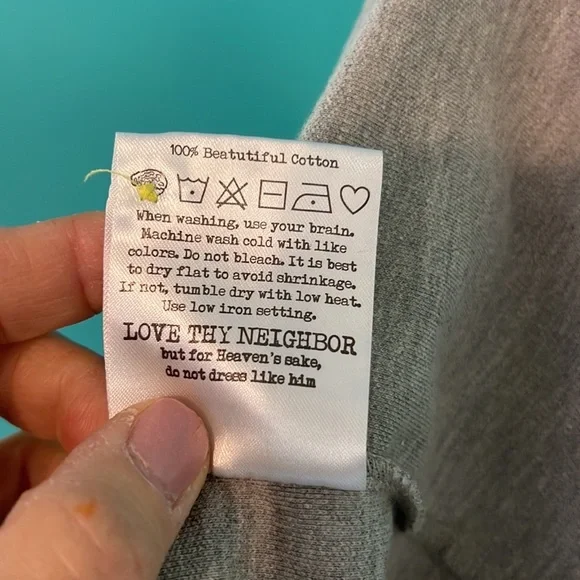 100% Beatutiful Cotton
When washing, use your brain.
Machine wash cold with like
colors. Do not bleach. It is best
to dry flat to avoid shrinkage.
If not, tumble dry with low heat.
Use low iron setting.
LOVE THY NEIGHBOR
but for Heaven's sake,
do not dress like him